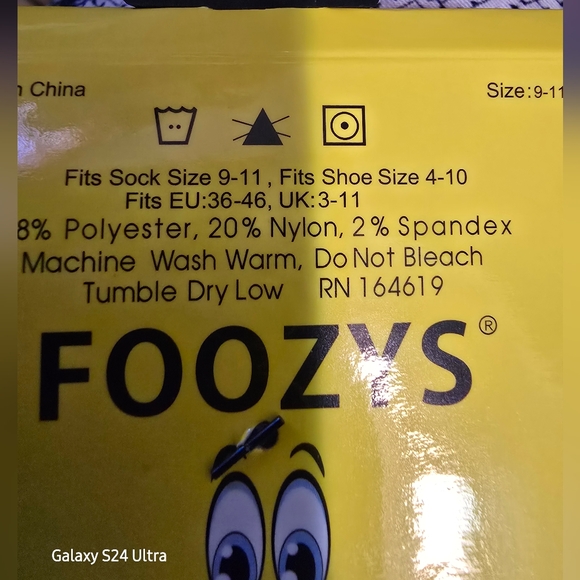 China
Size:9-11
Fits Sock Size 9-11, Fits Shoe Size 4-10
Fits EU:36-46, UK:3-11
8% Polyester, 20% Nylon, 2% Spandex
Machine Wash Warm, Do Not Bleach
Tumble Dry Low RN 164619
FOOZYS®
Galaxy S24 Ultra